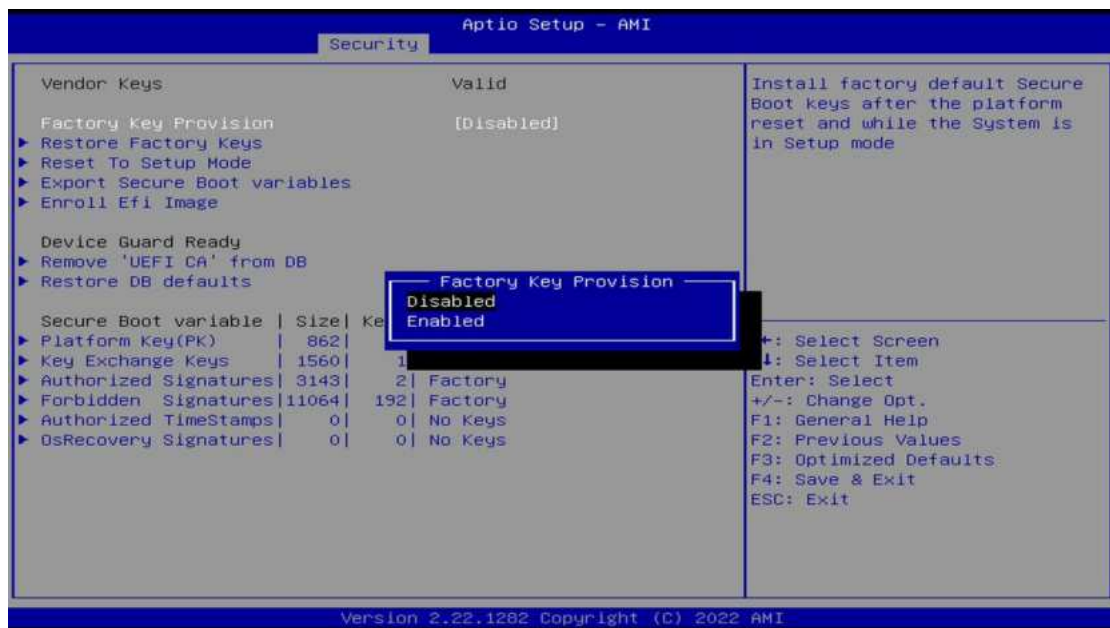 Aptio Setup – AMI
Security
Vendor Keys Valid
Factory Key Provision [Disabled]
▶ Restore Factory Keys
▶ Reset To Setup Mode
▶ Export Secure Boot variables
▶ Enroll Efi Image
Device Guard Ready
▶ Remove 'UEFI CA' from DB
▶ Restore DB defaults
Secure Boot variable | Size| Ke
▶ Platform Key(PK) | 862|
▶ Key Exchange Keys | 1560| 1
▶ Authorized Signatures| 3143| 2| Factory
▶ Forbidden Signatures|11064| 192| Factory
▶ Authorized TimeStamps| 0| 0| No Keys
▶ OsRecovery Signatures| 0| 0| No Keys
Factory Key Provision
Disabled
Enabled
Install factory default Secure
Boot keys after the platform
reset and while the System is
in Setup mode
: Select Screen
: Select Item
Enter: Select
+/-: Change Opt.
F1: General Help
F2: Previous Values
F3: Optimized Defaults
F4: Save & Exit
ESC: Exit
Version 2.22.1282 Copyright (C) 2022 AMI